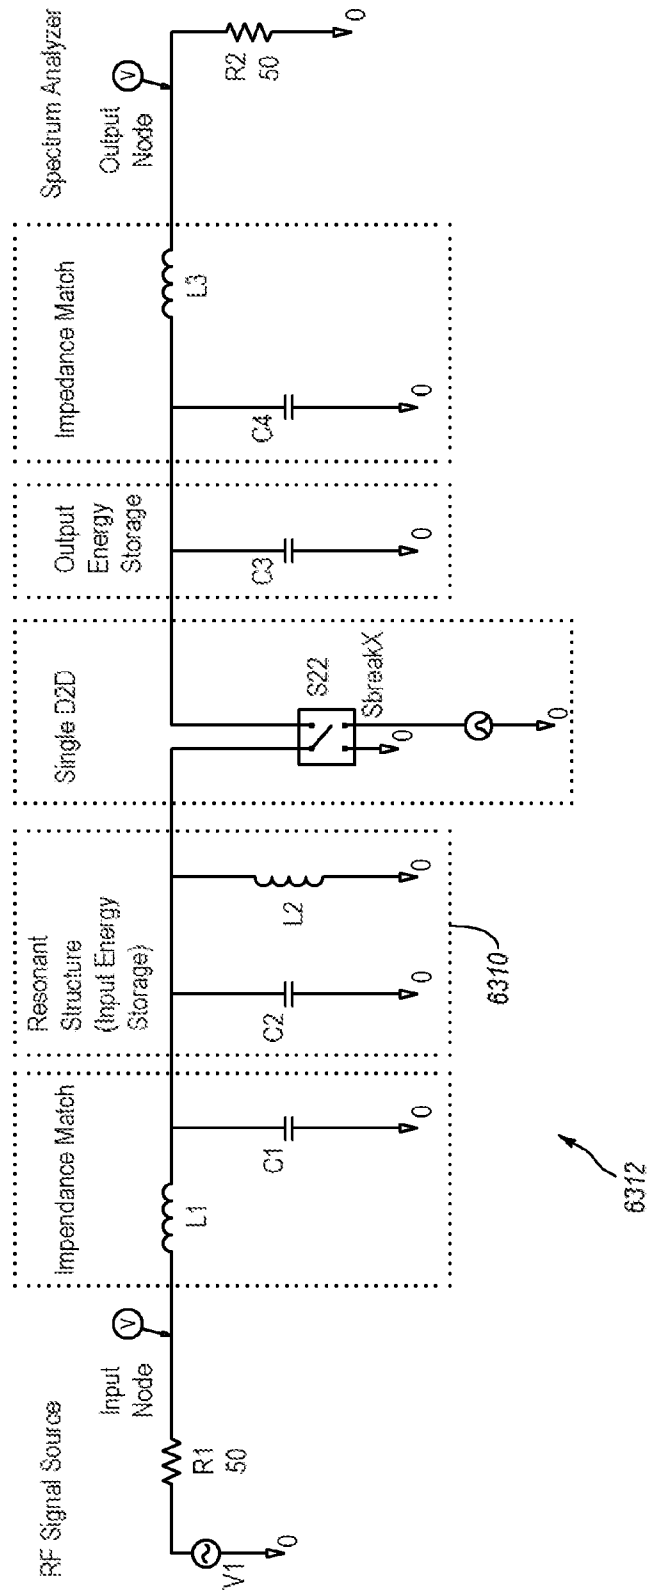 RF Signal Source
V1
0
R1
50
Input
Node
V
Impendance Match
L1
C1
0
Resonant
Structure
(Input Energy
Storage)
C2
0
L2
0
6310
Single D2D
S22
SbreakX
0
0
Output
Energy
Storage
C3
0
Impedance Match
C4
0
L3
Spectrum Analyzer
Output
Node
V
R2
50
0
6312